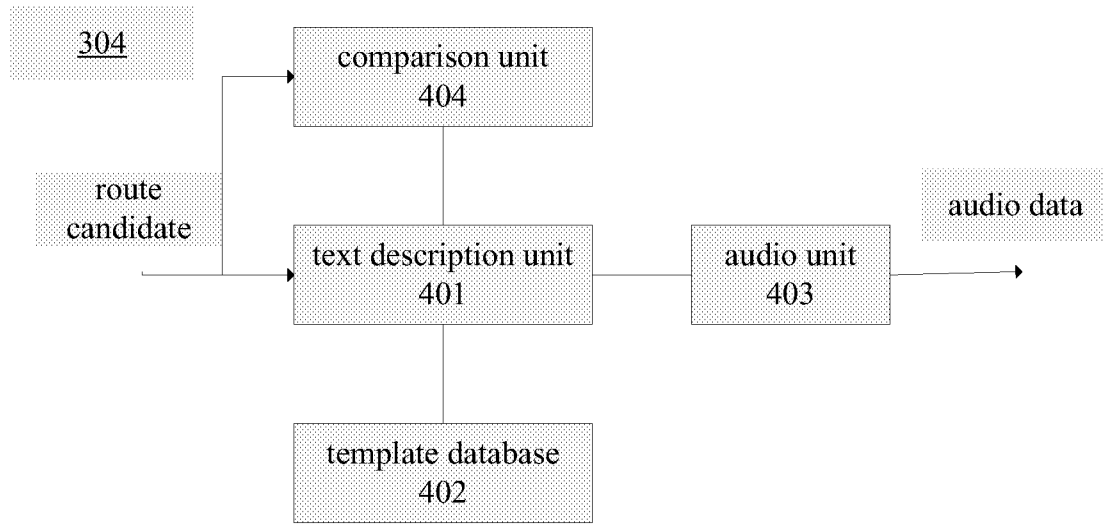 304
comparison unit
404
route
candidate
text description unit
401
audio unit
403
audio data
template database
402